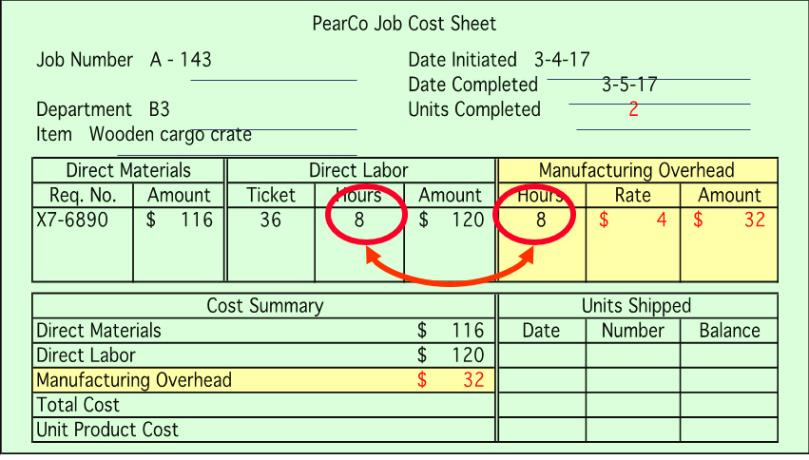 PearCo Job Cost Sheet
Job Number A - 143 Date Initiated 3-4-17
Date Completed 3-5-17
Department B3 Units Completed 2
Item Wooden cargo crate
Direct Materials Direct Labor Manufacturing Overhead
Req. No. Amount Ticket Hours Amount Hours Rate Amount
X7-6890 $ 116 36 8 $ 120 8 $ 4 $ 32
Cost Summary Units Shipped
Direct Materials $ 116 Date Number Balance
Direct Labor $ 120
Manufacturing Overhead $ 32
Total Cost
Unit Product Cost